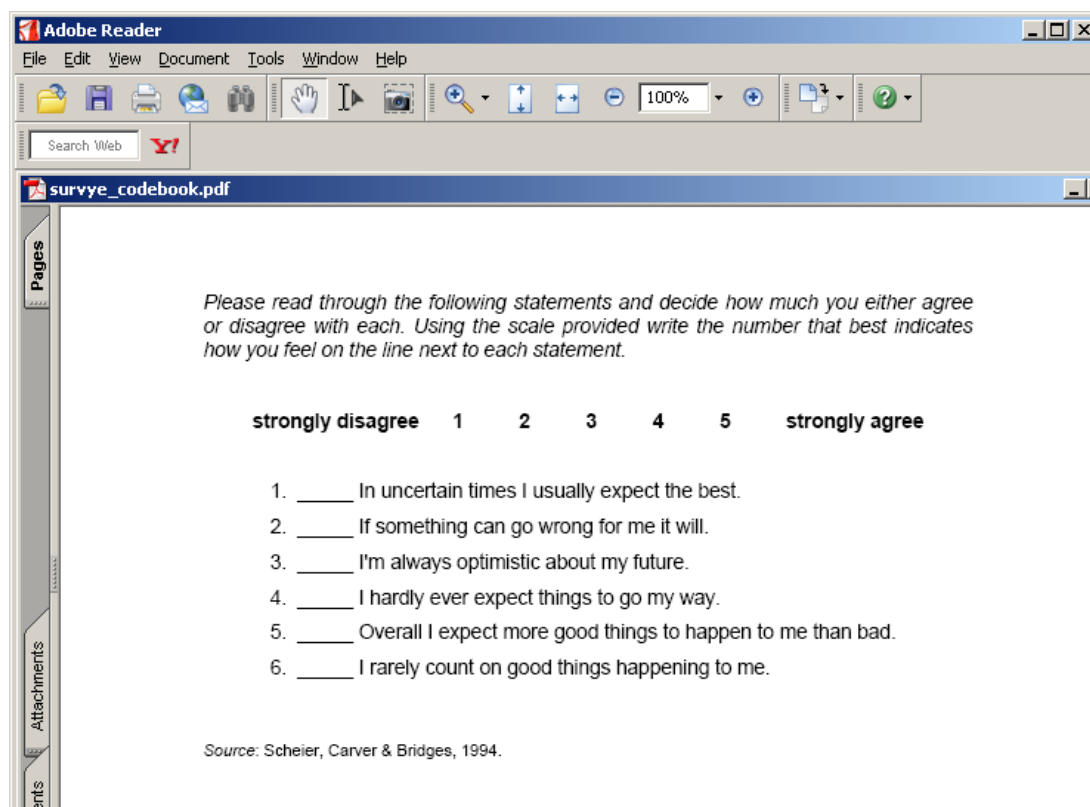 Adobe Reader
File Edit View Document Tools Window Help
100%
Search Web Y!
survye_codebook.pdf
Pages
Please read through the following statements and decide how much you either agree
or disagree with each. Using the scale provided write the number that best indicates
how you feel on the line next to each statement.
strongly disagree 1 2 3 4 5 strongly agree
1. _____ In uncertain times I usually expect the best.
2. _____ If something can go wrong for me it will.
3. _____ I'm always optimistic about my future.
4. _____ I hardly ever expect things to go my way.
5. _____ Overall I expect more good things to happen to me than bad.
6. _____ I rarely count on good things happening to me.
Attachments
Source: Scheier, Carver & Bridges, 1994.